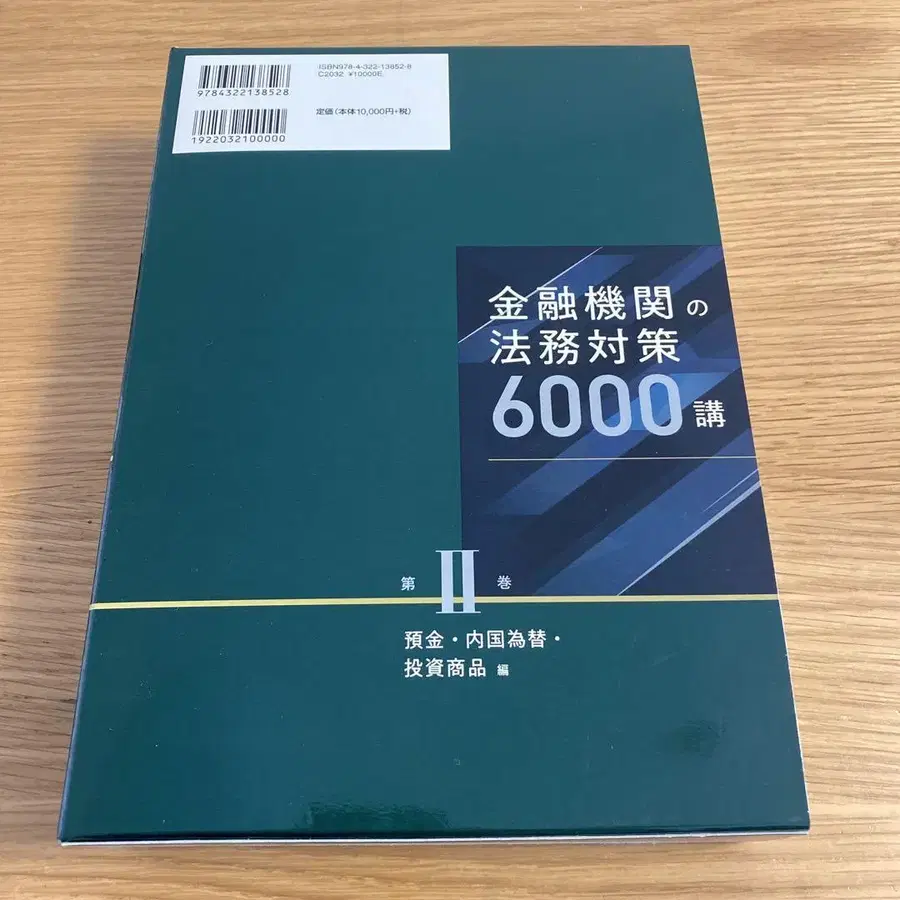 ISBN978-4-322-13852-8
C2032 ¥10000E
9784322138528
定価(本体10,000円+税)
1922032100000
金融機関の
法務対策
6000講
第II巻
預金・内国為替・
投資商品 編